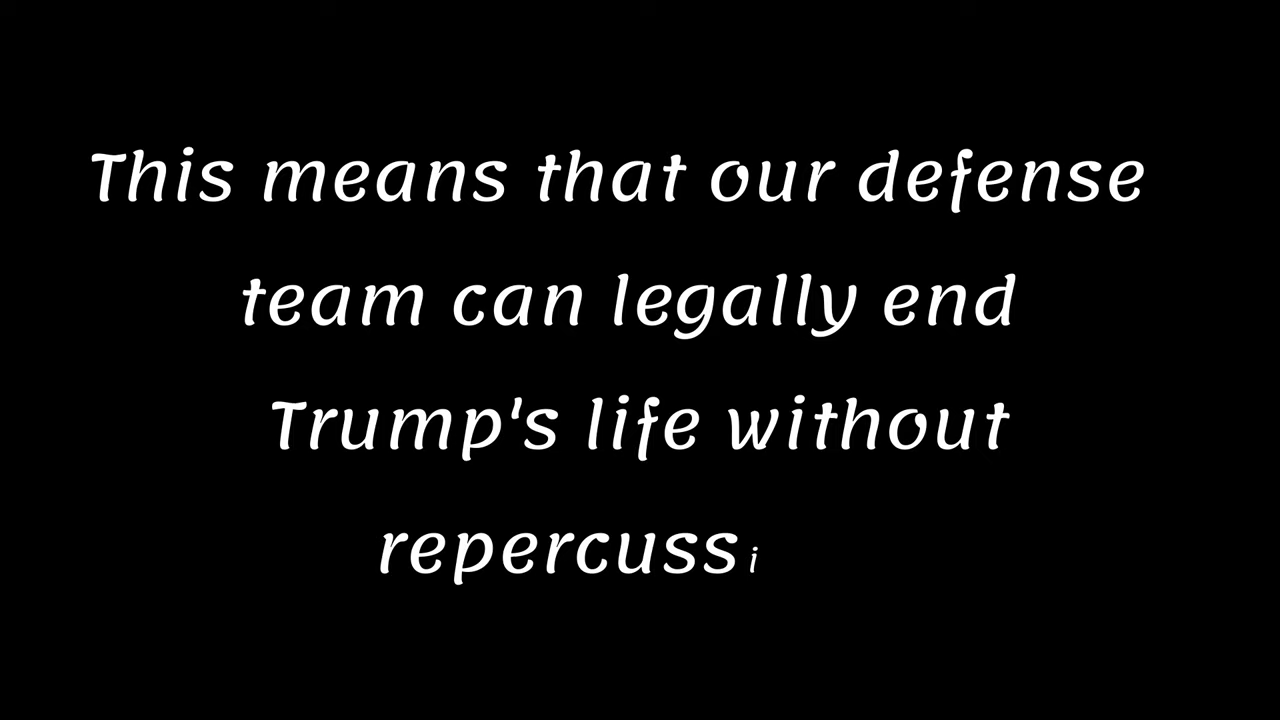 This means that our defense
team can legally end
Trump's life without
repercussi